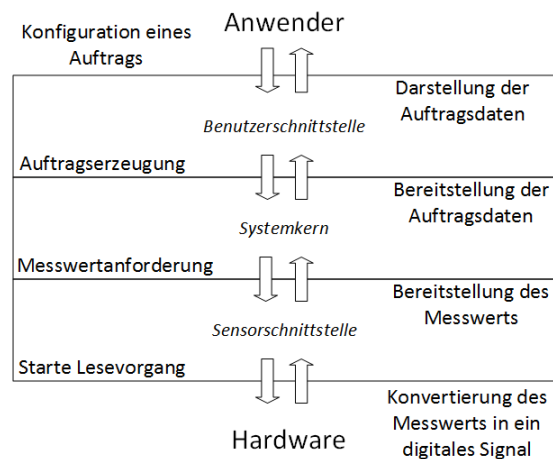 Konfiguration eines
Auftrags
Anwender
Darstellung der
Auftragsdaten
Benutzerschnittstelle
Auftragserzeugung
Bereitstellung der
Auftragsdaten
Systemkern
Messwertanforderung
Bereitstellung des
Messwerts
Sensorschnittstelle
Starte Lesevorgang
Konvertierung des
Messwerts in ein
digitales Signal
Hardware